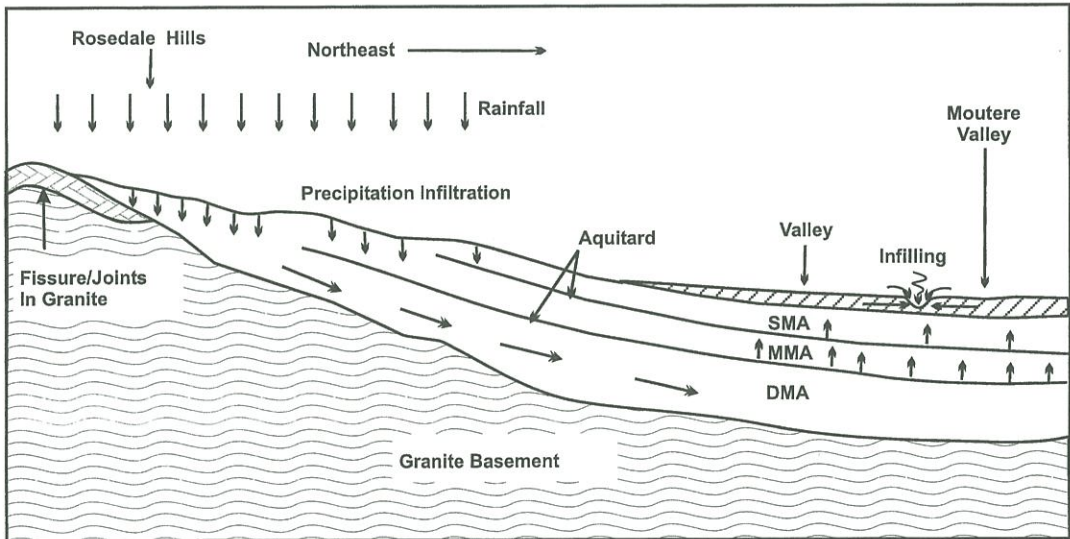 Rosedale Hills
Northeast
Rainfall
Moutere
Valley
Precipitation Infiltration
Aquitard
Valley
Infilling
Fissure/Joints
In Granite
SMA
MMA
DMA
Granite Basement